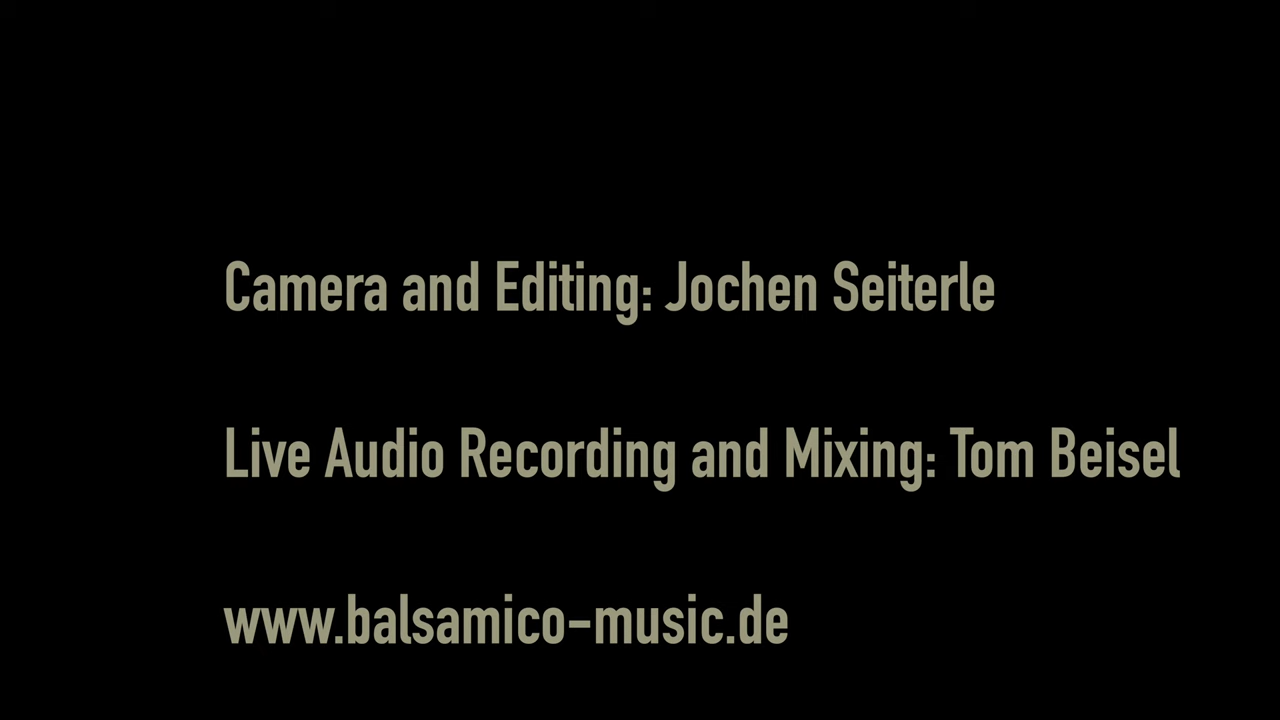 Camera and Editing: Jochen Seiterle
Live Audio Recording and Mixing: Tom Beisel
www.balsamico-music.de